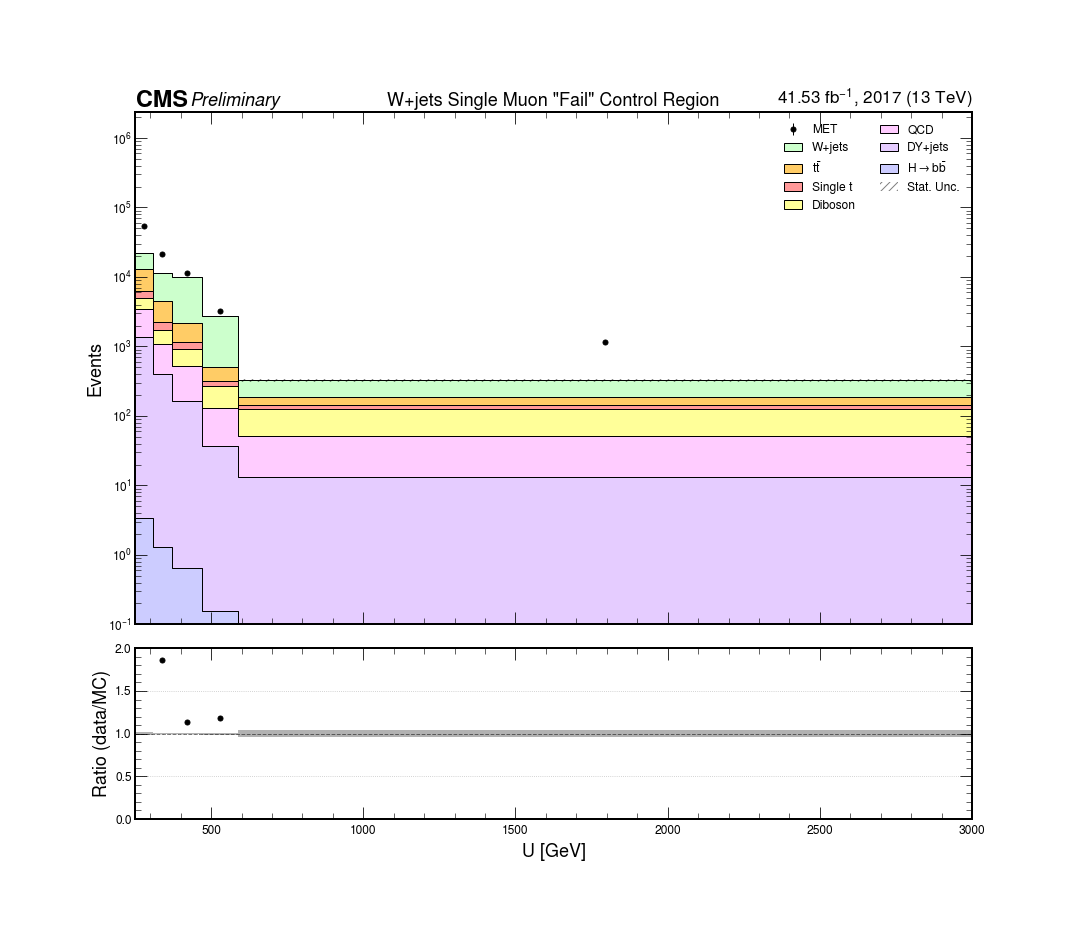 CMS Preliminary W+jets Single Muon "Fail" Control Region 41.53 fb⁻¹, 2017 (13 TeV)
MET QCD
W+jets DY+jets
tt̄ H→bb̄
Single t Stat. Unc.
Diboson
10⁶
10⁵
10⁴
10³
10²
10¹
10⁰
10⁻¹
Events
2.0
1.5
1.0
0.5
0.0
Ratio (data/MC)
500 1000 1500 2000 2500 3000
U [GeV]